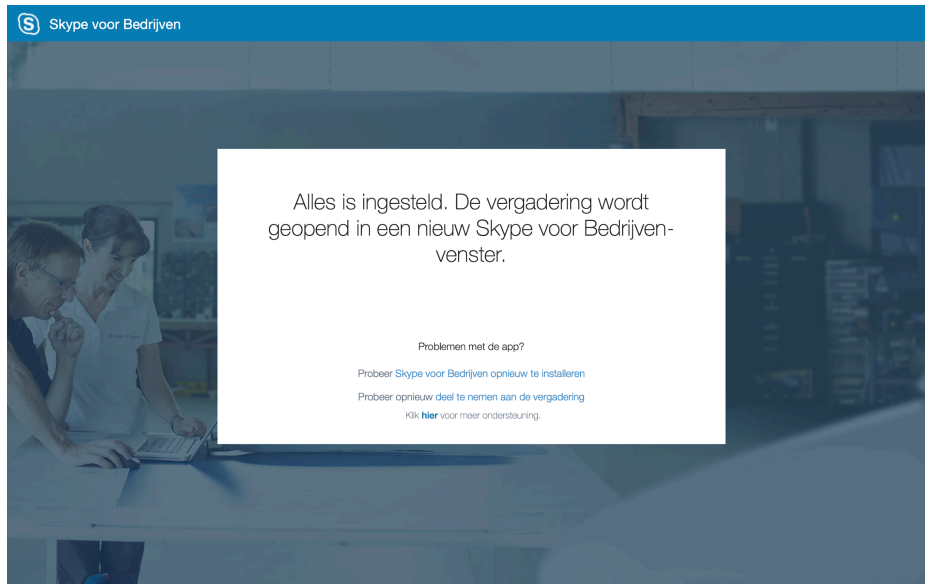 Skype voor Bedrijven
Alles is ingesteld. De vergadering wordt
geopend in een nieuw Skype voor Bedrijven-
venster.
Problemen met de app?
Probeer Skype voor Bedrijven opnieuw te installeren
Probeer opnieuw deel te nemen aan de vergadering
Klik hier voor meer ondersteuning.